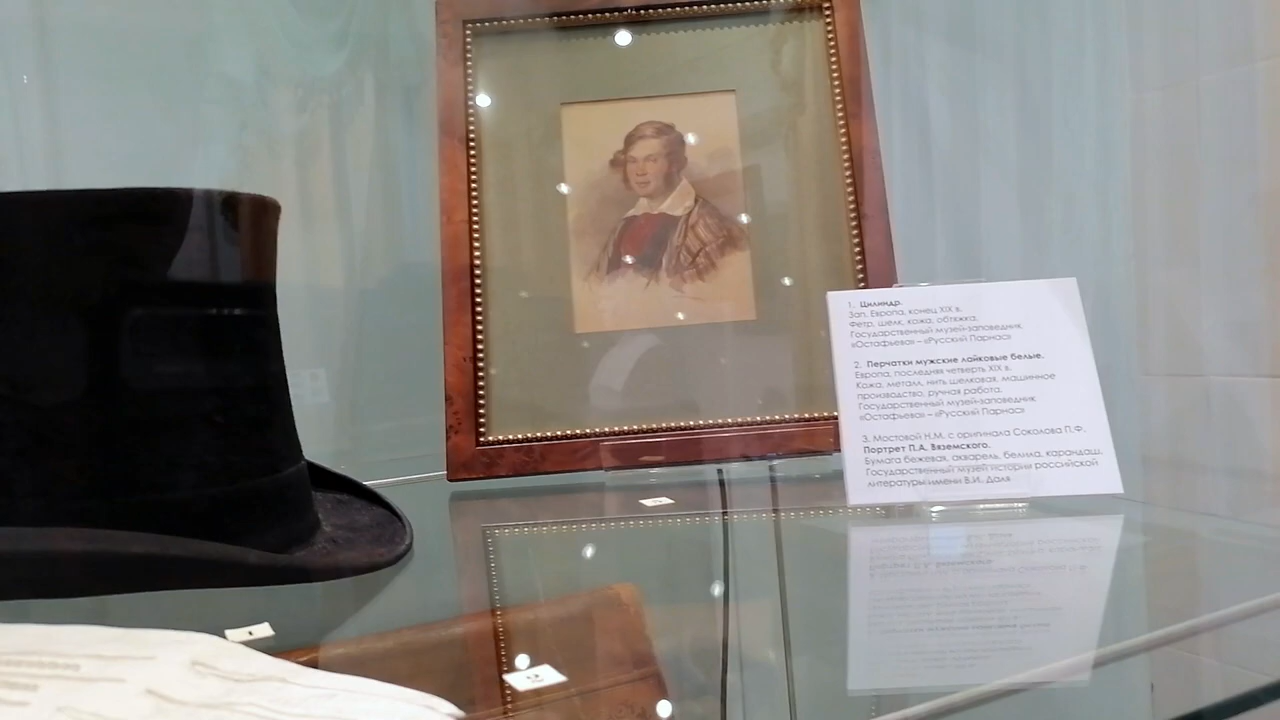 1. Цилиндр.
Зап. Европа, конец XIX в.
Фетр, шелк, кожа, обтяжка.
Государственный музей-заповедник
«Остафьево» – «Русский Парнас»
2. Перчатки мужские лайковые белые.
Европа, последняя четверть XIX в.
Кожа, металл, нить шелковая, машинное
производство, ручная работа.
Государственный музей-заповедник
«Остафьево» – «Русский Парнас»
3. Мостовой Н.М. с оригинала Соколова П.Ф.
Портрет П.А. Вяземского.
Бумага бежевая, акварель, белила, карандаш.
Государственный музей истории российской
литературы имени В.И. Даля
1
2